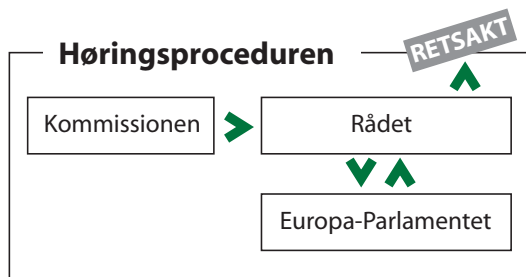 Høringsproceduren
RETSAKT
Kommissionen
Rådet
Europa-Parlamentet